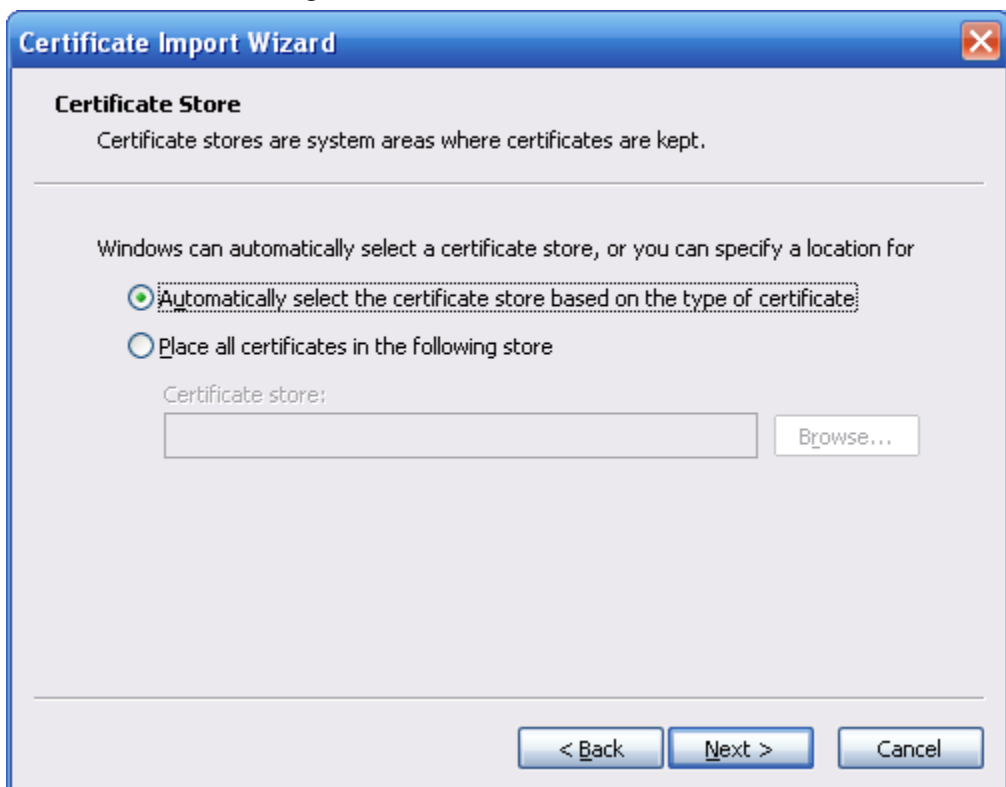 Certificate Import Wizard
Certificate Store
Certificate stores are system areas where certificates are kept.
Windows can automatically select a certificate store, or you can specify a location for
Automatically select the certificate store based on the type of certificate
Place all certificates in the following store
Certificate store:
Browse...
< Back Next > Cancel